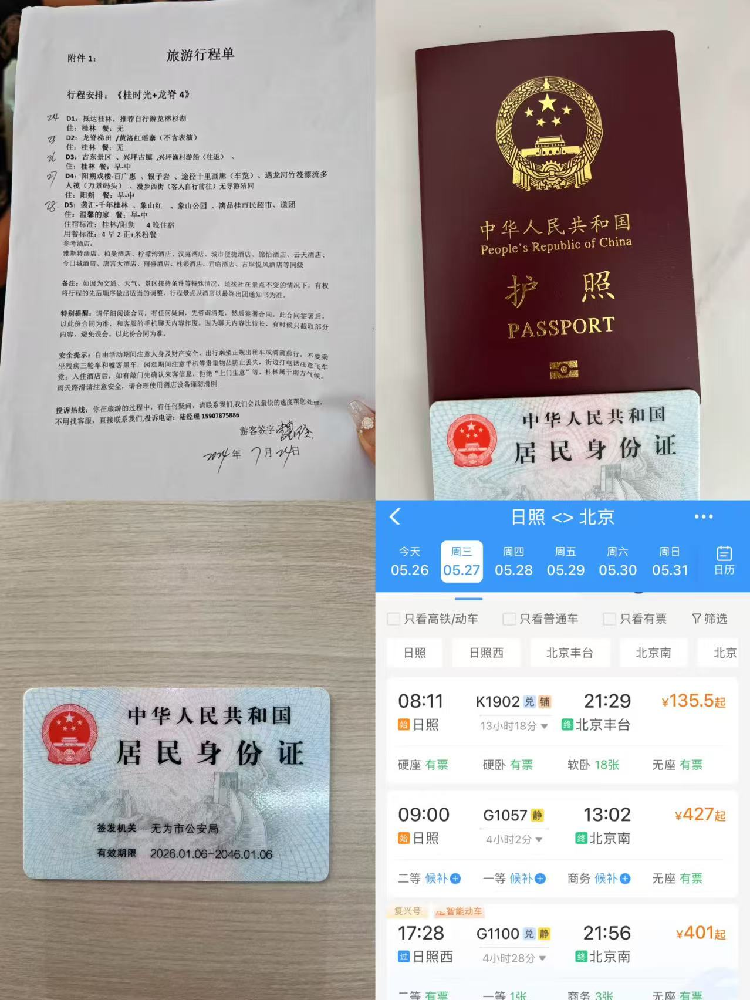 附件 1：
旅游行程单
行程安排：《桂时光+龙脊 4》
24 D1：抵达桂林，推荐自行游览榕杉湖
住：桂林 餐：无
25 D2：龙脊梯田 /黄洛红瑶寨（不含表演）
住：桂林 餐：无
26 D3：古东景区 、兴坪古镇 ,兴坪渔村游船（往返） 、
住：桂林 餐：早-中
27 D4：阳朔戏楼-百广惠 、银子岩 、途径十里画廊（车览）、遇龙河竹筏漂流多
人筏（万景码头） 、漫步西街（客人自行前往）无导游陪同
住：阳朔 餐：早-中
28. D5：袭汇-千年桂林 、象山红 、象山公园 、漓品桂市民超市、送团
住：温馨的家 餐：早-中
住宿标准：桂林/阳朔 4 晚住宿
用餐标准：4 早 2 正+米粉餐
参考酒店：
雅斯特酒店、柏曼酒店、柠檬湾酒店、汉庭酒店、城市便捷酒店、锦怡酒店、云天酒店、
今日城酒店、唐宫大酒店、丽盛酒店、桂银酒店、君临酒店、古岸悦风酒店等同级
备注：如因为交通、天气、景区接待条件等特殊情况，地接社在景点不变的情况下，有权
将行程的先后顺序做出适当的调整，行程景点及酒店以最终出团通知书为准。
特别提醒：请仔细阅读合同，有任何疑问，先咨询清楚，然后签署合同。此合同签署后，
以此份合同为准，和客服的手机聊天内容作废。因为聊天内容比较长，有时候只截取部分
内容，避免误会。以此份合同为准。
安全提示：自由活动期间注意人身及财产安全，出行乘坐正规出租车或滴滴前行，不要乘
坐残疾三轮车和嘘客黑车，闲逛期间注意手机等贵重物品防止丢失，街边打电话注意飞车
党；入住酒店后，如有敲门先确认来客信息，拒绝“上门生意”等。桂林属于南方气候，
雨天路滑请注意安全，请合理使用酒店设备谨防滑倒
投诉热线：你在旅游的过程中，有任何疑问，请联系我们,我们会以最快的速度帮您处理，
不用找客服，直接联系我们,投诉电话：陆经理 15907875886
游客签字：
2024 年 7 月 24 日
中华人民共和国
People's Republic of China
护 照
PASSPORT
中华人民共和国
居民身份证
中华人民共和国
居民身份证
签发机关 无为市公安局
有效期限 2026.01.06-2046.01.06
日照 <> 北京
今天 周三 周四 周五 周六 周日
05.26 05.27 05.28 05.29 05.30 05.31 日历
只看高铁/动车 只看普通车 只看有票 筛选
日照 日照西 北京丰台 北京南 北京
08:11 K1902 兑 铺 21:29 ¥135.5起
始 日照 13小时18分 终 北京丰台
硬座 有票 硬卧 有票 软卧 18张 无座 有票
09:00 G1057 静 13:02 ¥427起
始 日照 4小时2分 终 北京南
二等 候补 一等 候补 商务 候补 无座 有票
复兴号 智能动车
17:28 G1100 兑 静 21:56 ¥401起
过 日照西 4小时28分 终 北京南
二等 有票 一等 1张 商务 3张 无座 有票